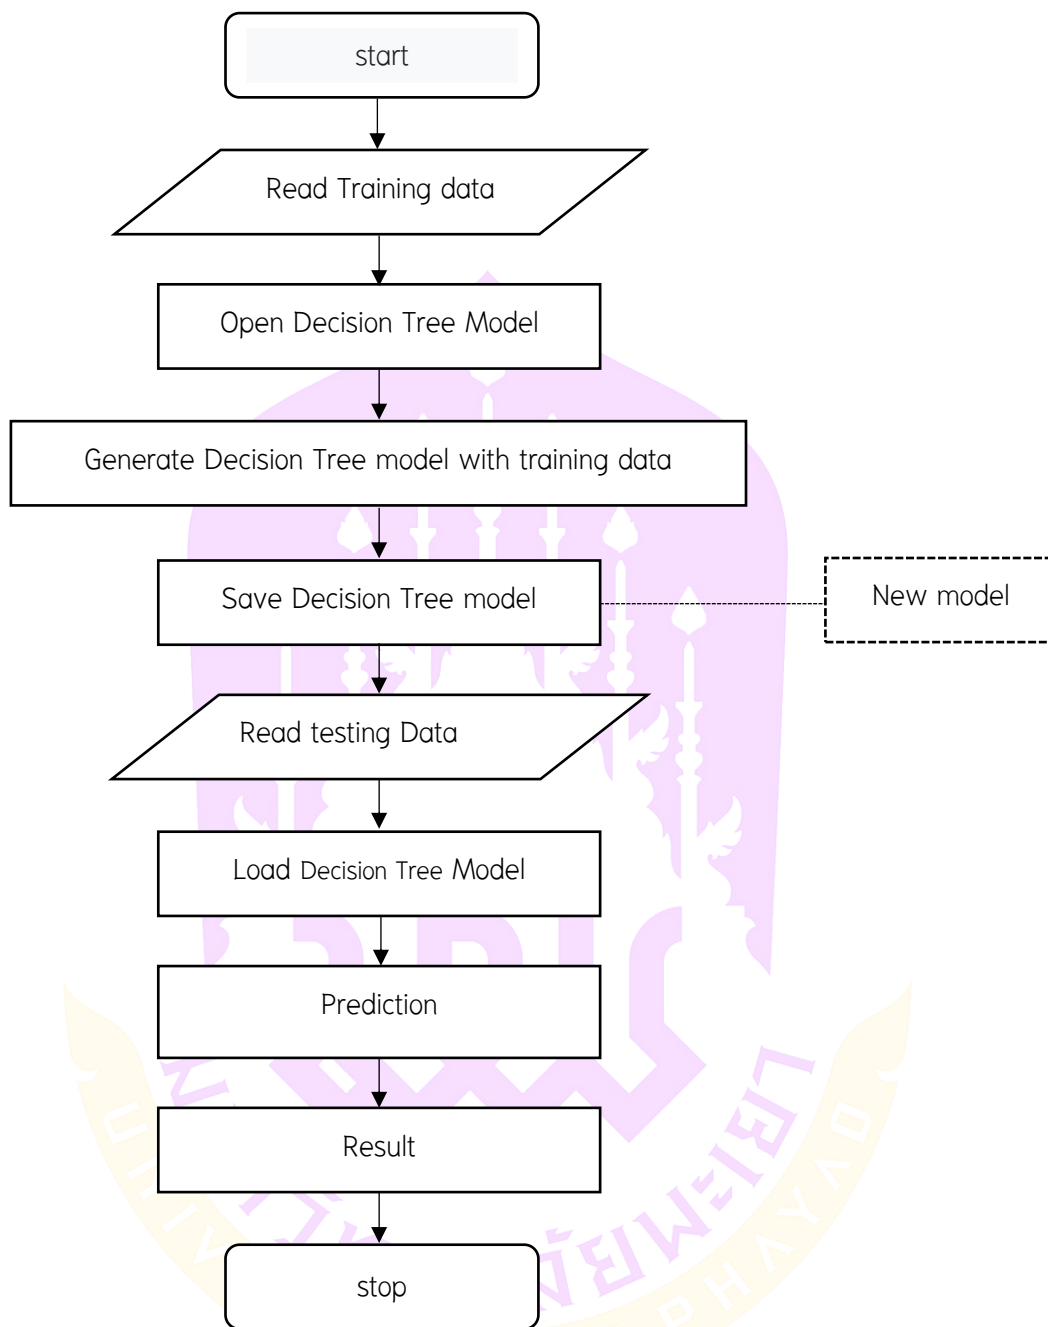 start
Read Training data
Open Decision Tree Model
Generate Decision Tree model with training data
Save Decision Tree model
New model
Read testing Data
Load Decision Tree Model
Prediction
Result
stop